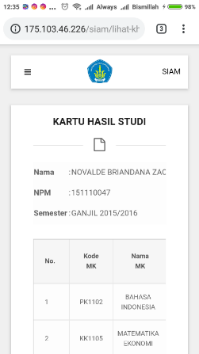 12:35
Always
Bismillah
98%
175.103.46.226/siam/lihat-kh
3
SIAM
KARTU HASIL STUDI
Nama :NOVALDE BRIANDANA ZAC
NPM :151110047
Semester :GANJIL 2015/2016
No. Kode MK Nama MK
1 PK1102 BAHASA INDONESIA
2 KK1105 MATEMATIKA EKONOMI